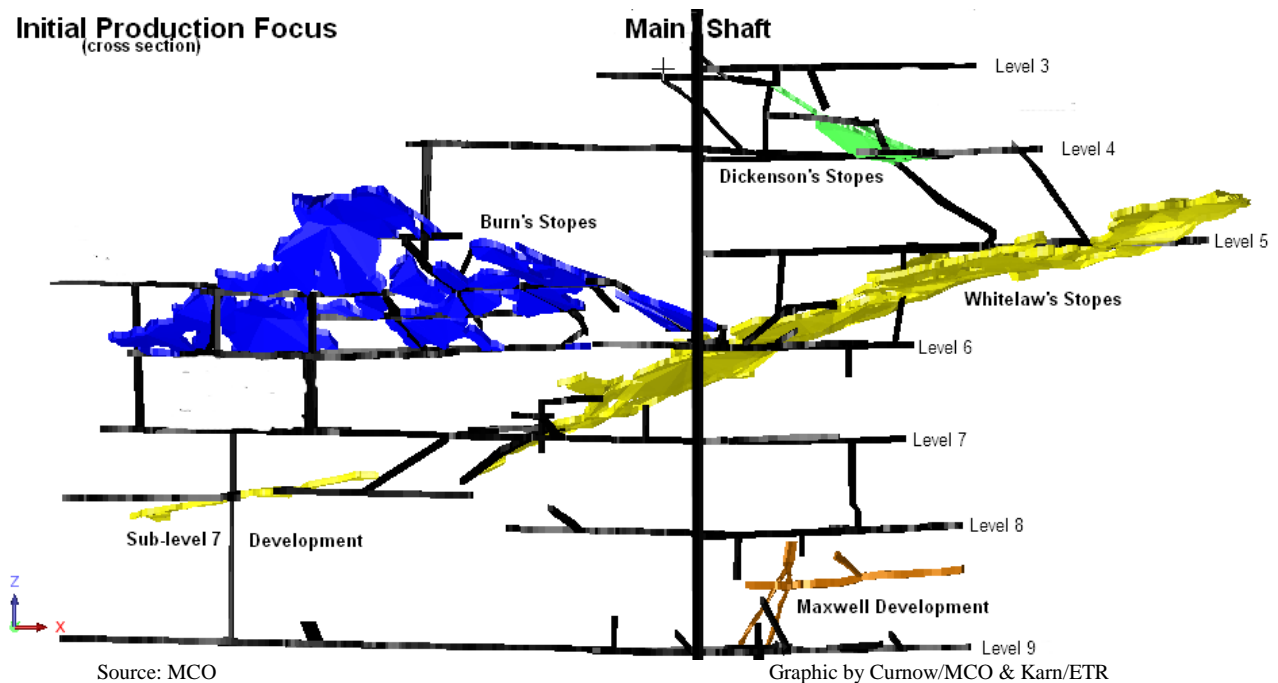 Initial Production Focus
(cross section)
Main Shaft
Level 3
Level 4
Dickenson's Stopes
Burn's Stopes
Level 5
Whitelaw's Stopes
Level 6
Level 7
Level 8
Sub-level 7 Development
Z
X
Maxwell Development
Level 9
Source: MCO
Graphic by Curnow/MCO & Karn/ETR